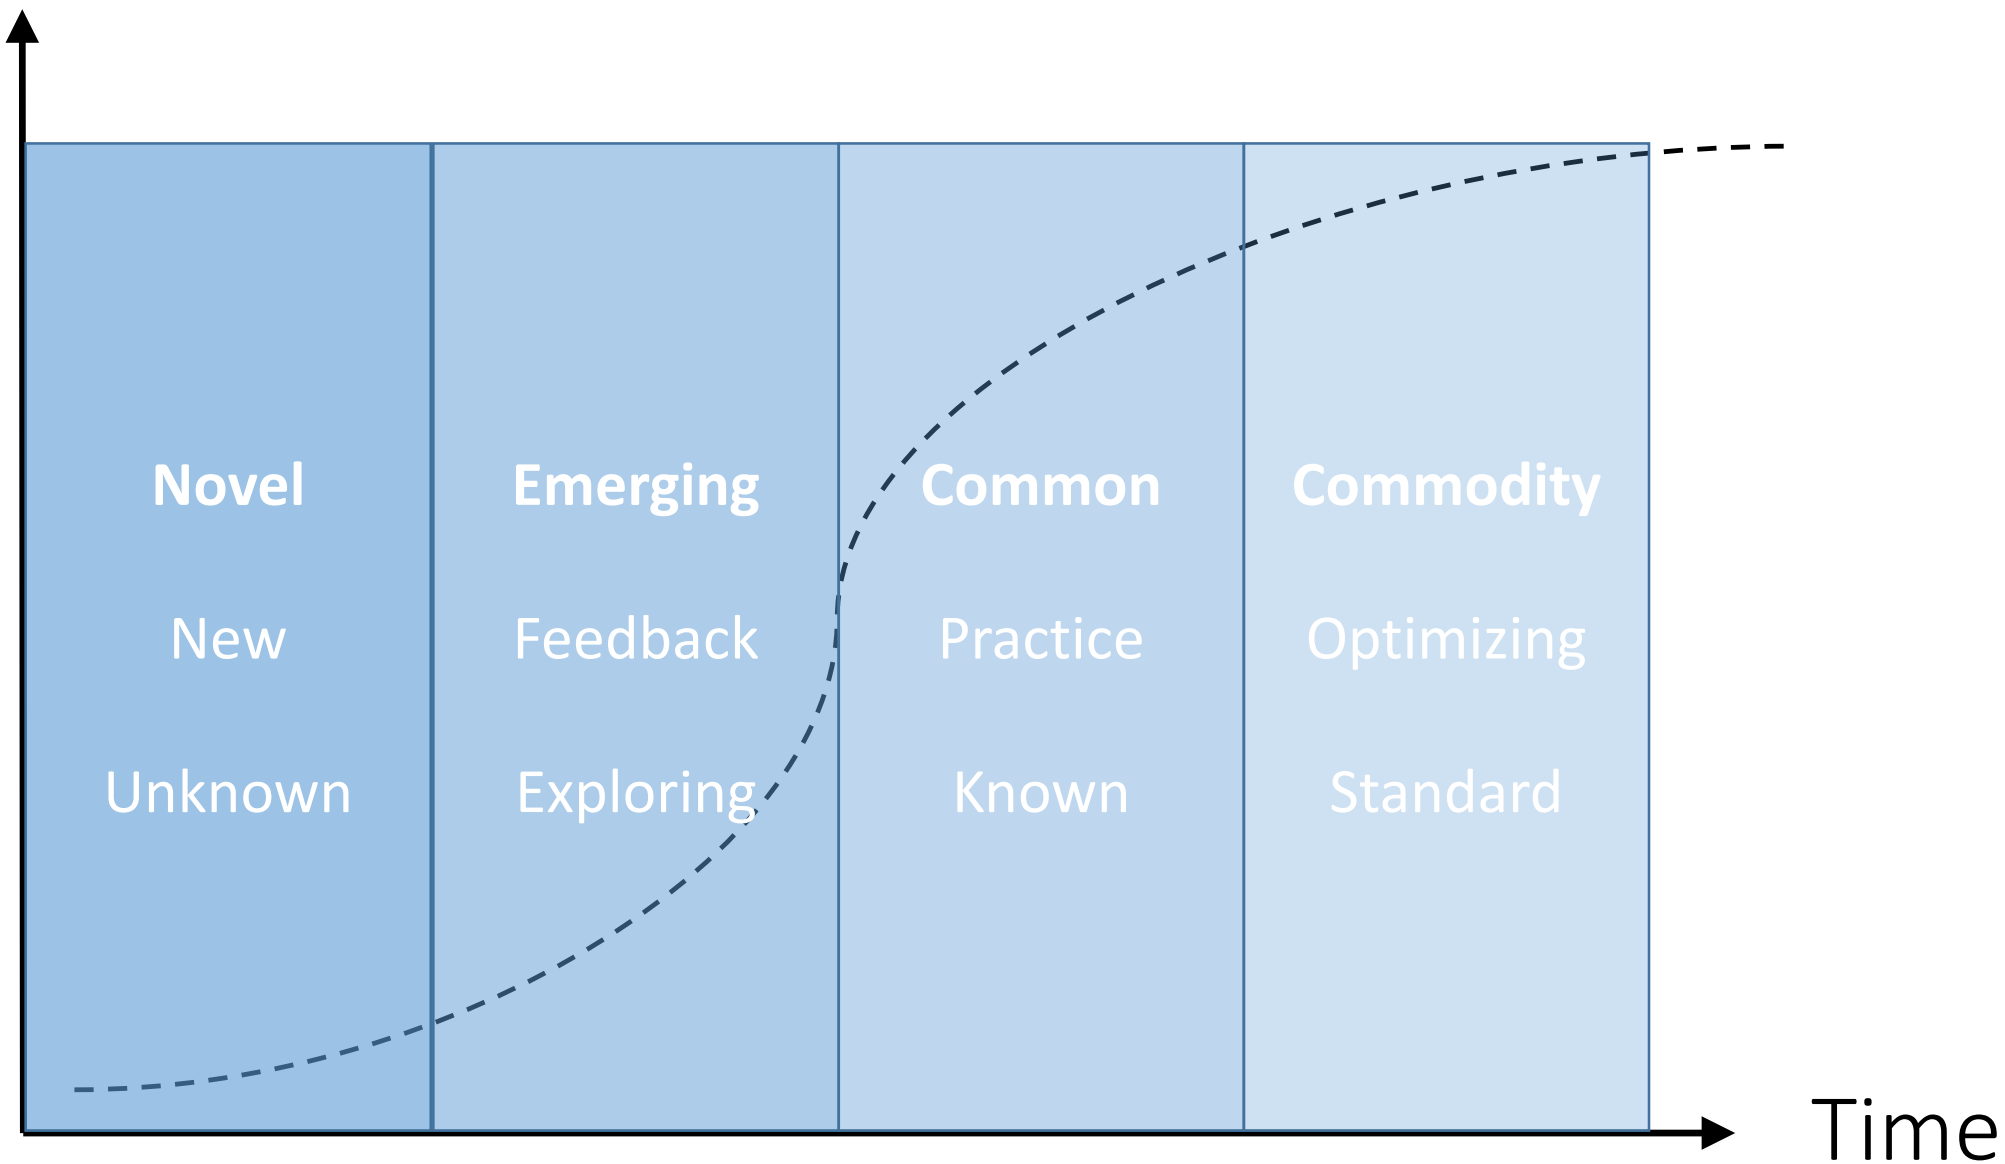 Novel
New
Unknown
Emerging
Feedback
Exploring
Common
Practice
Known
Commodity
Optimizing
Standard
Time